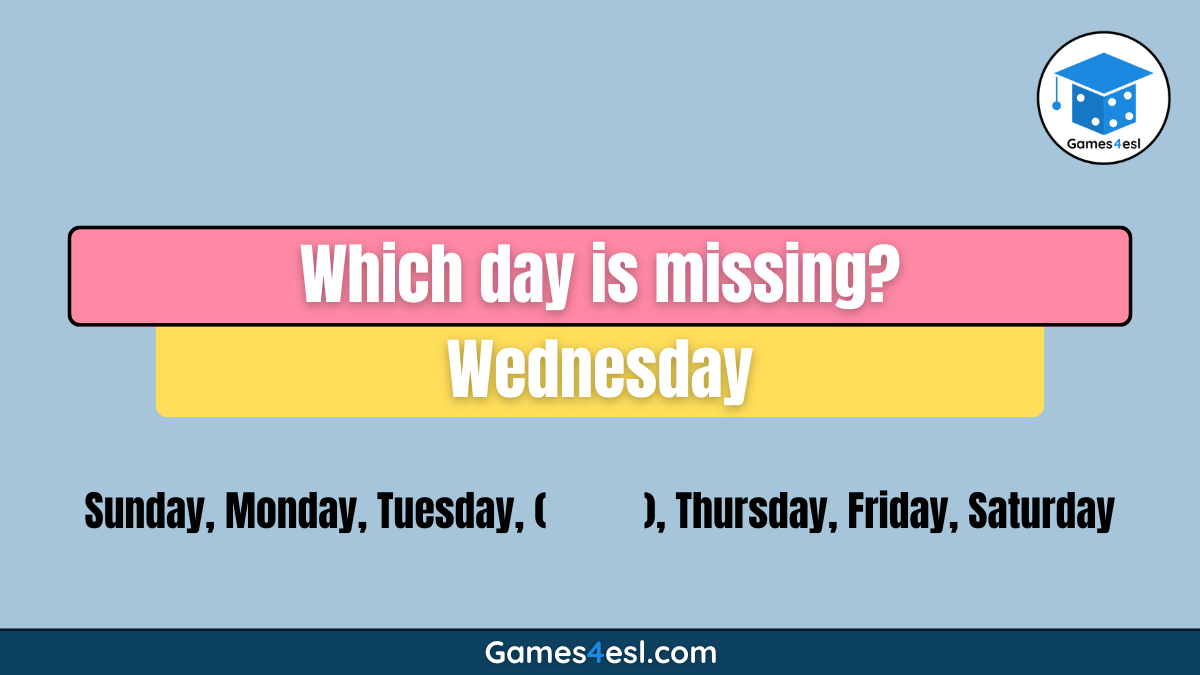 Games4esl
Which day is missing?
Wednesday
Sunday, Monday, Tuesday, (        ), Thursday, Friday, Saturday
Games4esl.com